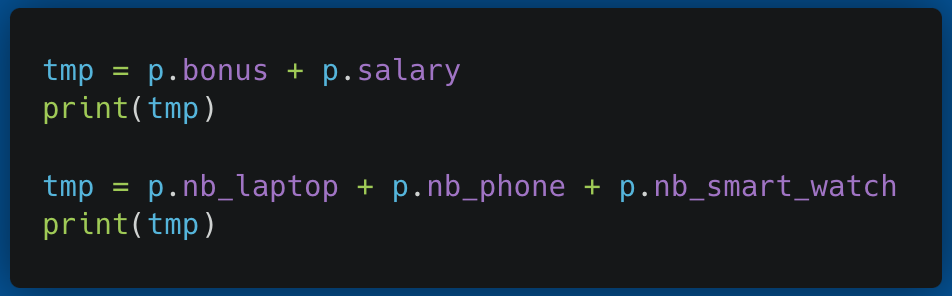 tmp = p.bonus + p.salary
print(tmp)
tmp = p.nb_laptop + p.nb_phone + p.nb_smart_watch
print(tmp)